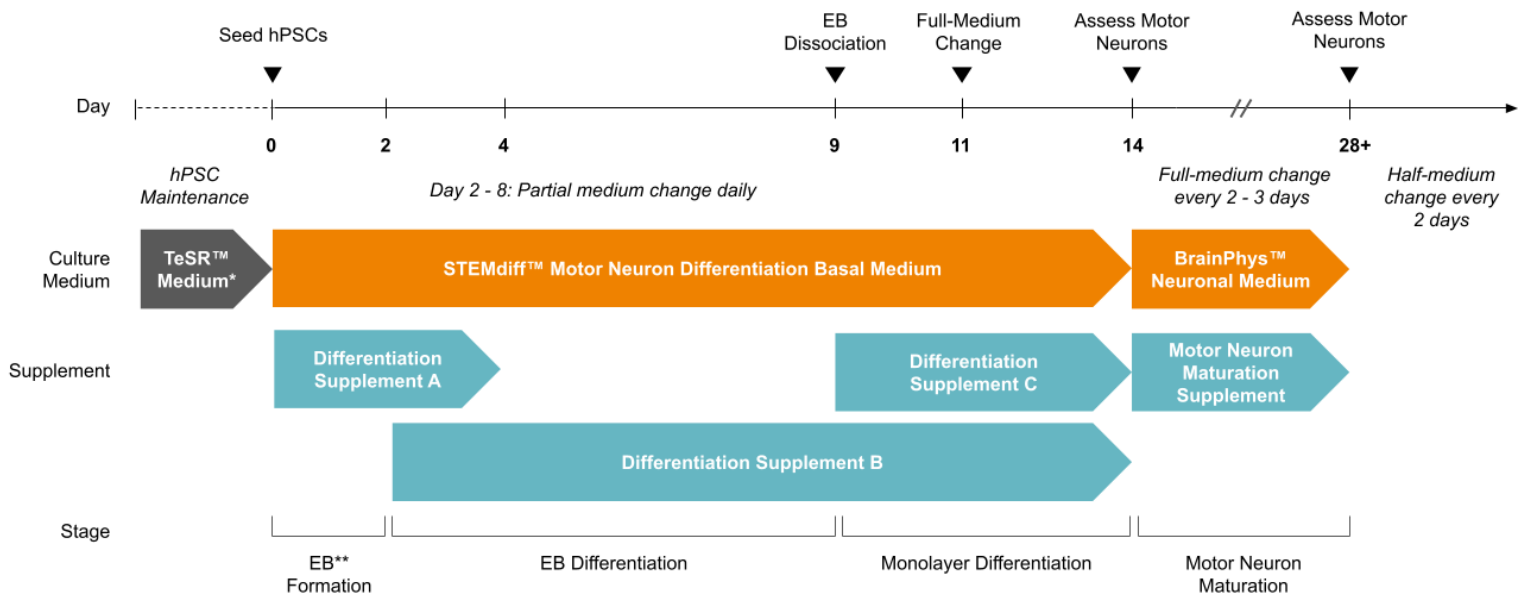 Seed hPSCs
EB
Dissociation
Full-Medium
Change
Assess Motor
Neurons
Assess Motor
Neurons
Day
0
2
4
9
11
14
28+
hPSC
Maintenance
Day 2 - 8: Partial medium change daily
Full-medium change
every 2 - 3 days
Half-medium
change every
2 days
Culture
Medium
TeSR™
Medium*
STEMdiff™ Motor Neuron Differentiation Basal Medium
BrainPhys™
Neuronal Medium
Supplement
Differentiation
Supplement A
Differentiation
Supplement C
Motor Neuron
Maturation
Supplement
Differentiation Supplement B
Stage
EB**
Formation
EB Differentiation
Monolayer Differentiation
Motor Neuron
Maturation